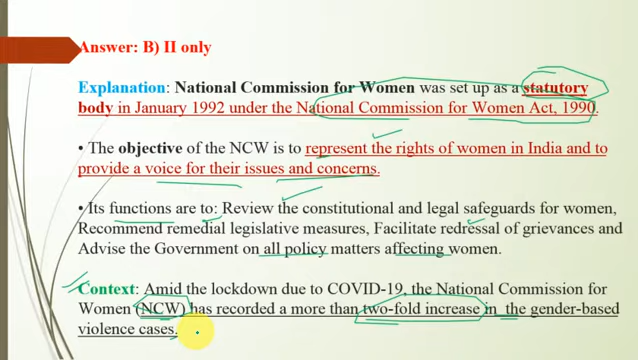 Answer: B) II only
Explanation: National Commission for Women was set up as a statutory
body in January 1992 under the National Commission for Women Act, 1990.
• The objective of the NCW is to represent the rights of women in India and to
provide a voice for their issues and concerns.
• Its functions are to: Review the constitutional and legal safeguards for women,
Recommend remedial legislative measures, Facilitate redressal of grievances and
Advise the Government on all policy matters affecting women.
Context: Amid the lockdown due to COVID-19, the National Commission for
Women (NCW) has recorded a more than two-fold increase in the gender-based
violence cases.